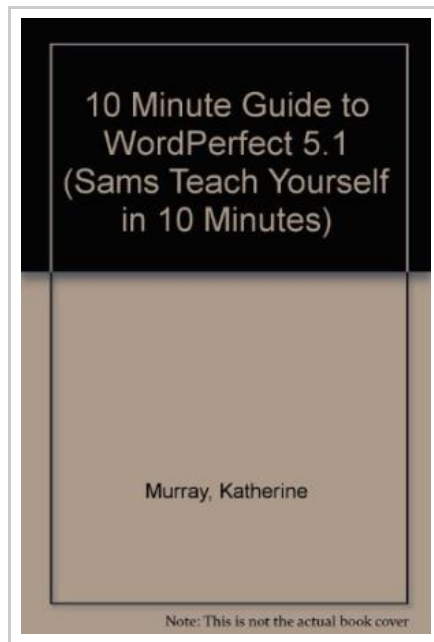 10 Minute Guide to
WordPerfect 5.1
(Sams Teach Yourself
in 10 Minutes)
Murray, Katherine
Note: This is not the actual book cover